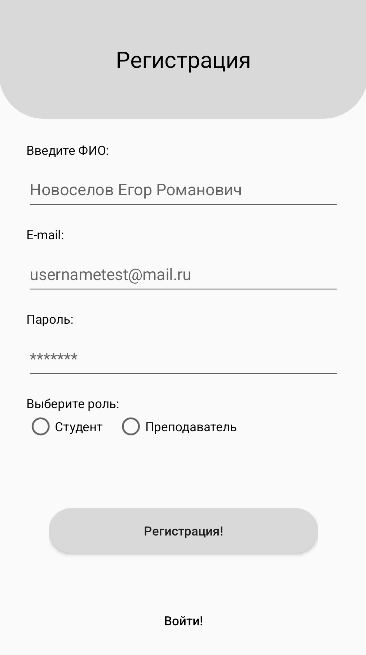 Регистрация
Введите ФИО:
Новоселов Егор Романович
E-mail:
usernametest@mail.ru
Пароль:
*******
Выберите роль:
Студент Преподаватель
Регистрация!
Войти!